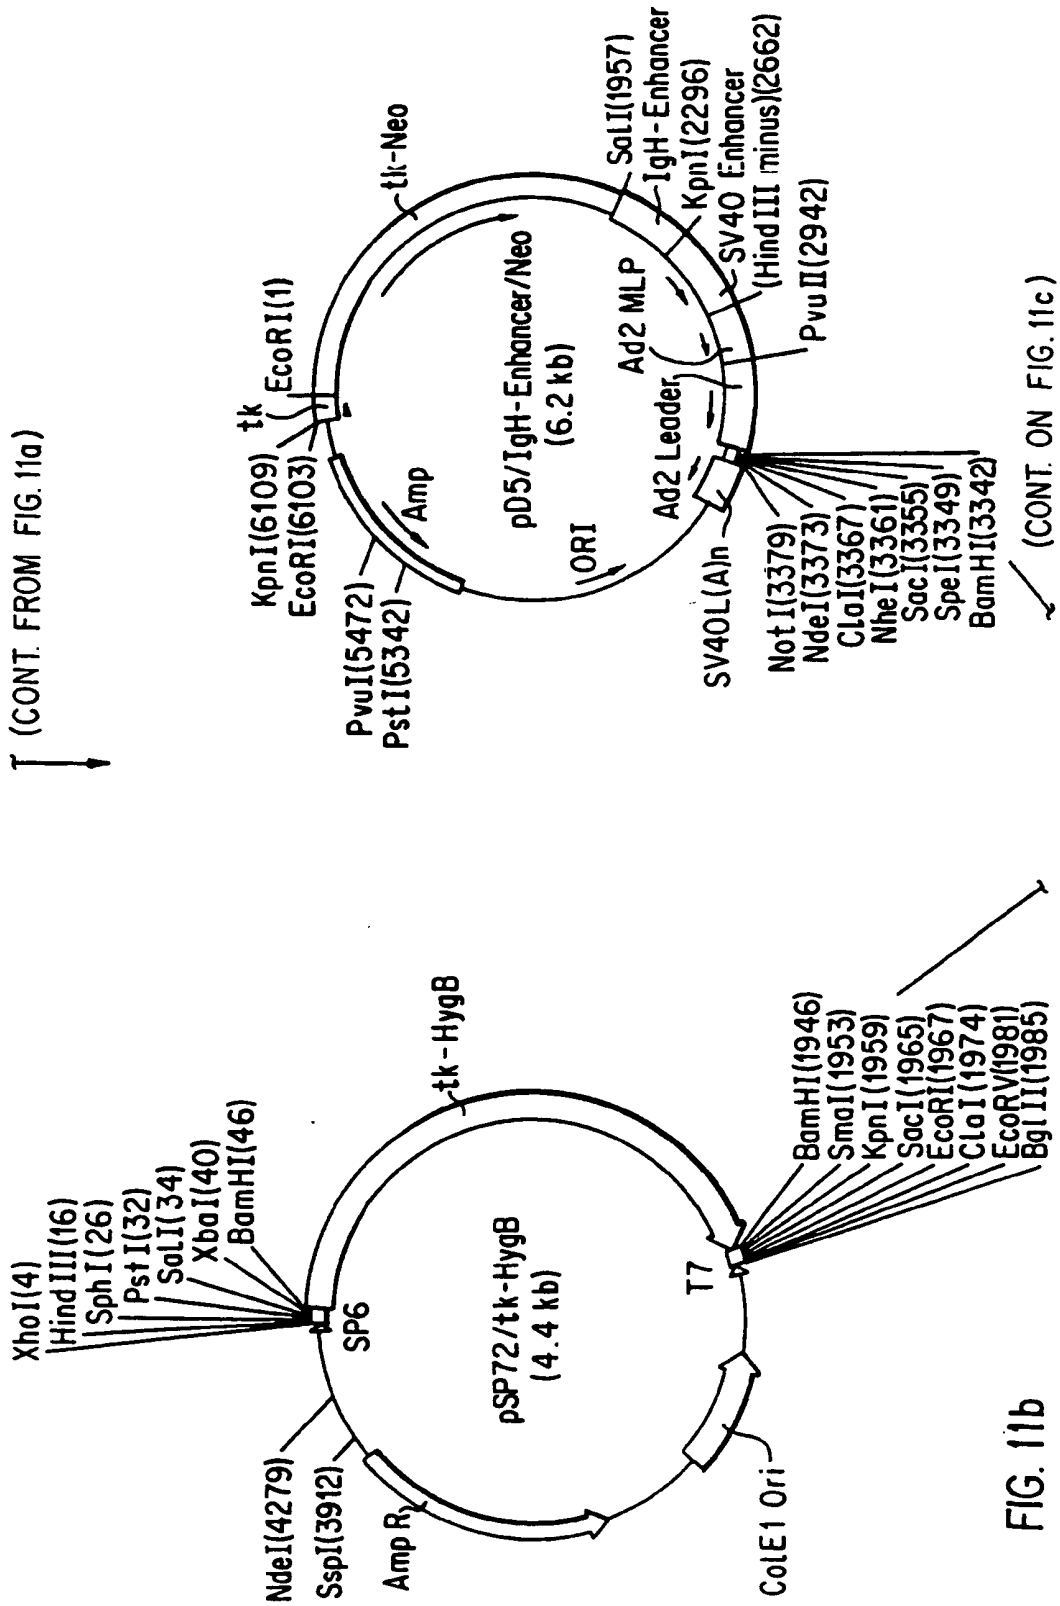 (CONT. FROM FIG. 11a)
XhoI(4)
HindIII(16)
SphI(26)
PstI(32)
SalI(34)
XbaI(40)
BamHI(46)
NdeI(4279)
SspI(3912)
Amp R
SP6
tk-HygB
pSP72/tk-HygB
(4.4 kb)
T7
ColE1 Ori
BamHI(1946)
SmaI(1953)
KpnI(1959)
SacI(1965)
EcoRI(1967)
ClaI(1974)
EcoRV(1981)
BglII(1985)
KpnI(6109)
EcoRI(6103)
tk
EcoRI(1)
tk-Neo
PvuI(5472)
PstI(5342)
Amp
pD5/IgH-Enhancer/Neo
(6.2 kb)
ORI
Ad2 MLP
Ad2 Leader
SalI(1957)
IgH-Enhancer
KpnI(2296)
SV40 Enhancer
(HindIII minus)(2662)
PvuII(2942)
SV40L(A)n
NotI(3379)
NdeI(3373)
ClaI(3367)
NheI(3361)
SacI(3355)
SpeI(3349)
BamHI(3342)
(CONT. ON FIG. 11c)
FIG. 11b